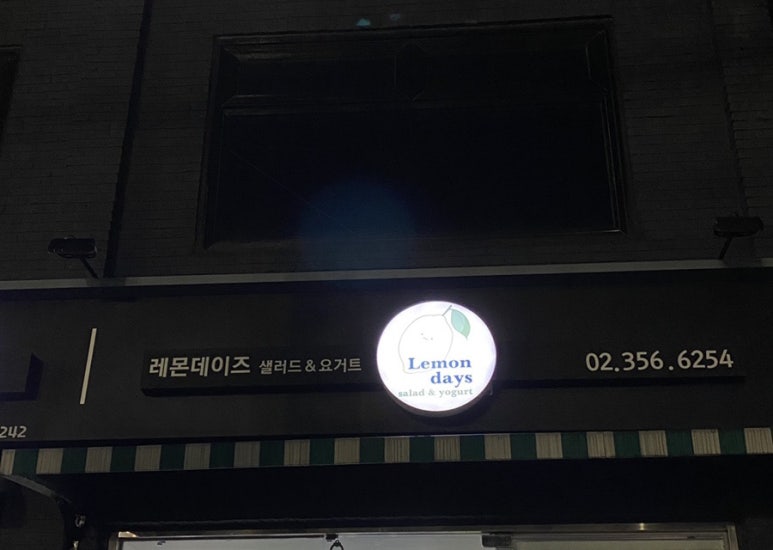 레몬데이즈 샐러드 & 요거트
Lemon
days
salad & yogurt
02.356.6254
242